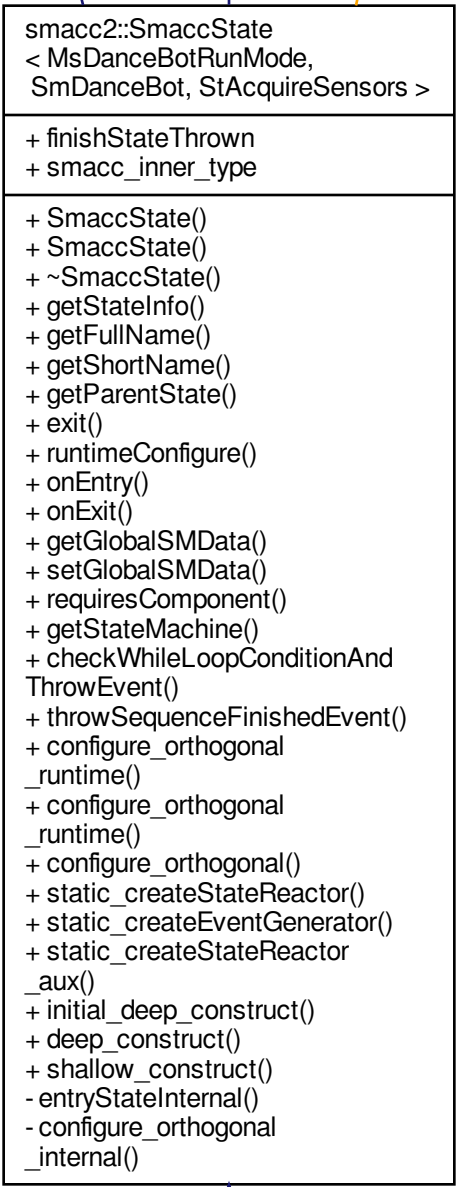 smacc2::SmaccState
< MsDanceBotRunMode,
SmDanceBot, StAcquireSensors >
+ finishStateThrown
+ smacc_inner_type
+ SmaccState()
+ SmaccState()
+ ~SmaccState()
+ getStateInfo()
+ getFullName()
+ getShortName()
+ getParentState()
+ exit()
+ runtimeConfigure()
+ onEntry()
+ onExit()
+ getGlobalSMData()
+ setGlobalSMData()
+ requiresComponent()
+ getStateMachine()
+ checkWhileLoopConditionAnd
ThrowEvent()
+ throwSequenceFinishedEvent()
+ configure_orthogonal
_runtime()
+ configure_orthogonal
_runtime()
+ configure_orthogonal()
+ static_createStateReactor()
+ static_createEventGenerator()
+ static_createStateReactor
_aux()
+ initial_deep_construct()
+ deep_construct()
+ shallow_construct()
- entryStateInternal()
- configure_orthogonal
_internal()